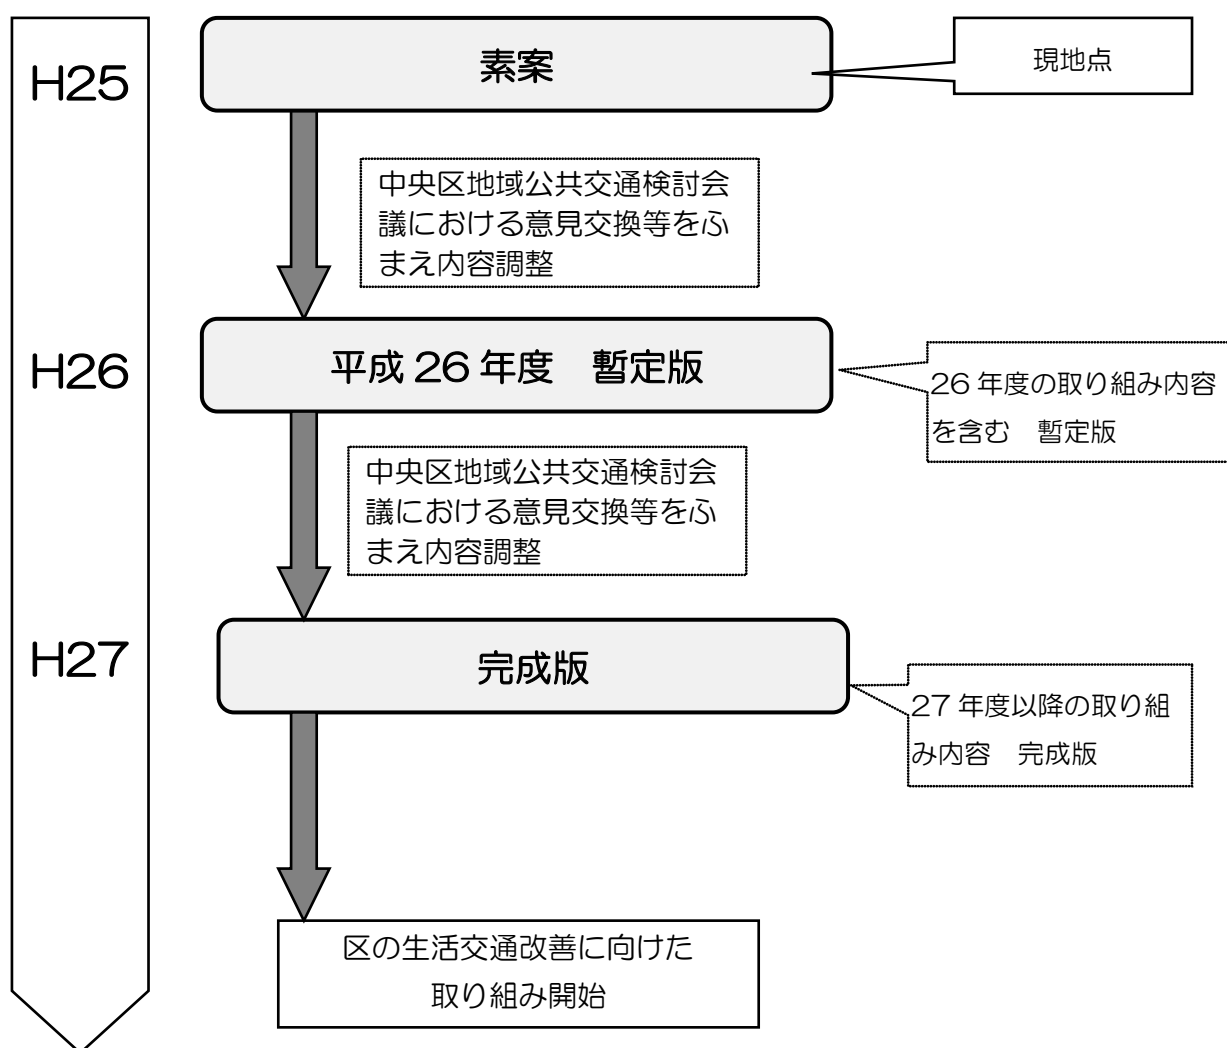 H25
素案
現地点
中央区地域公共交通検討会
議における意見交換等をふ
まえ内容調整
H26
平成 26 年度　暫定版
26 年度の取り組み内容
を含む　暫定版
中央区地域公共交通検討会
議における意見交換等をふ
まえ内容調整
H27
完成版
27 年度以降の取り組
み内容　完成版
区の生活交通改善に向けた
取り組み開始